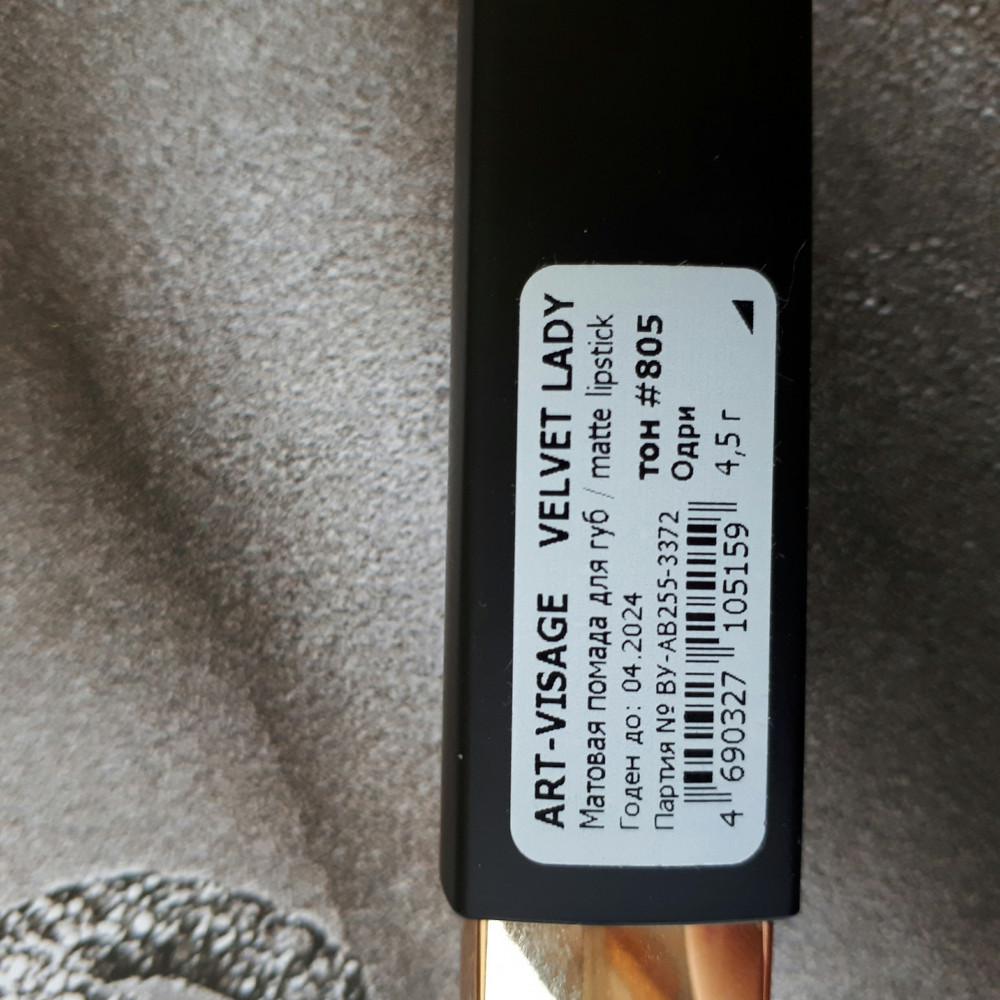 ART-VISAGE VELVET LADY
Матовая помада для губ / matte lipstick
Годен до: 04.2024
тон #805
Партия № BY-AB255-3372
Одри
4 690327 105159
4,5 г